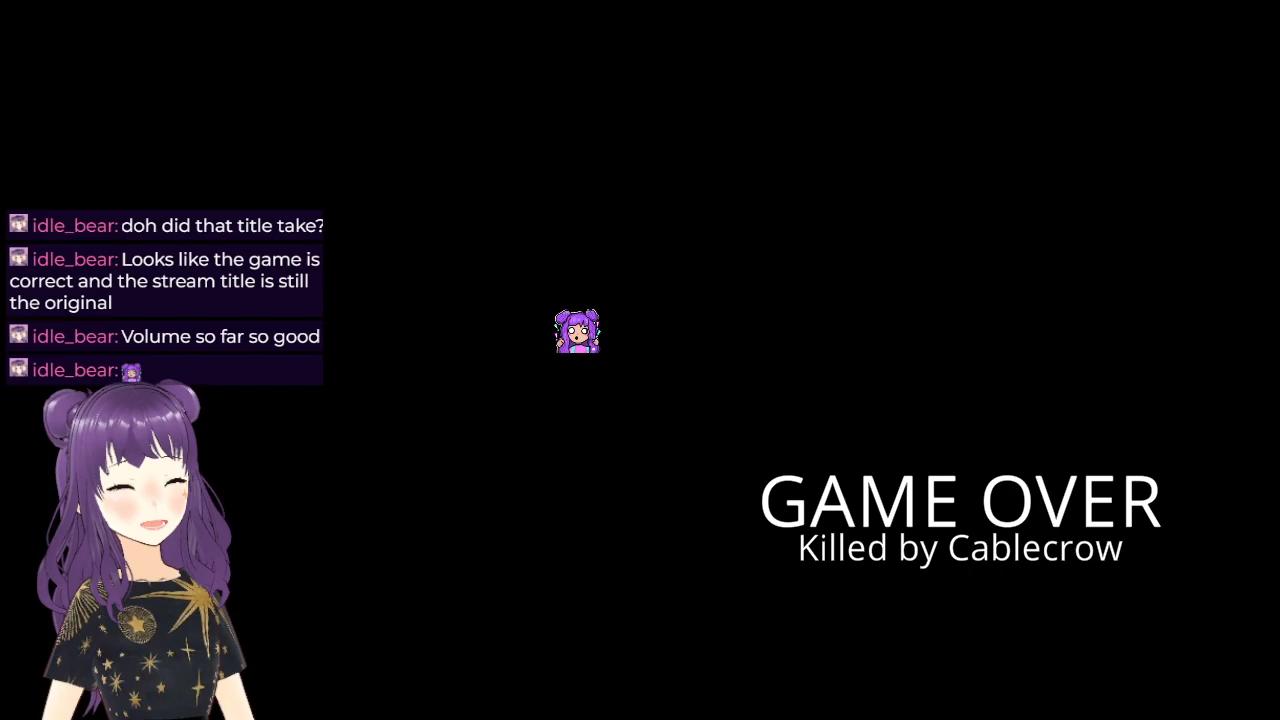 idle_bear: doh did that title take?
idle_bear: Looks like the game is
correct and the stream title is still
the original
idle_bear: Volume so far so good
idle_bear:
GAME OVER
Killed by Cablecrow